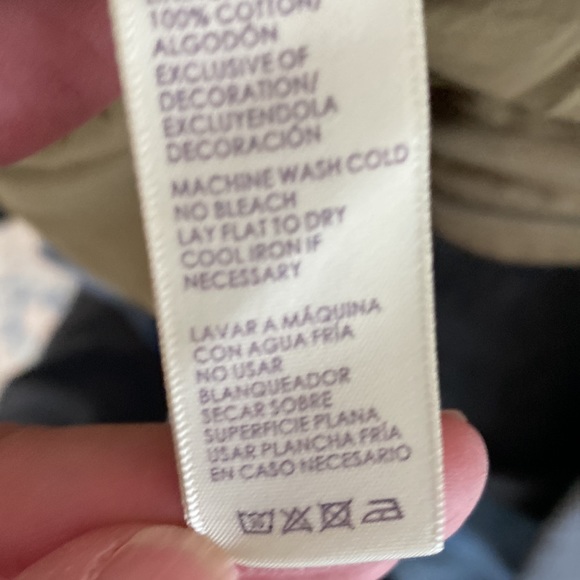 100% COTTON/
ALGODÓN
EXCLUSIVE OF
DECORATION/
EXCLUYENDOLA
DECORACIÓN
MACHINE WASH COLD
NO BLEACH
LAY FLAT TO DRY
COOL IRON IF
NECESSARY
LAVAR A MÁQUINA
CON AGUA FRÍA
NO USAR
BLANQUEADOR
SECAR SOBRE
SUPERFICIE PLANA
USAR PLANCHA FRÍA
EN CASO NECESARIO
30